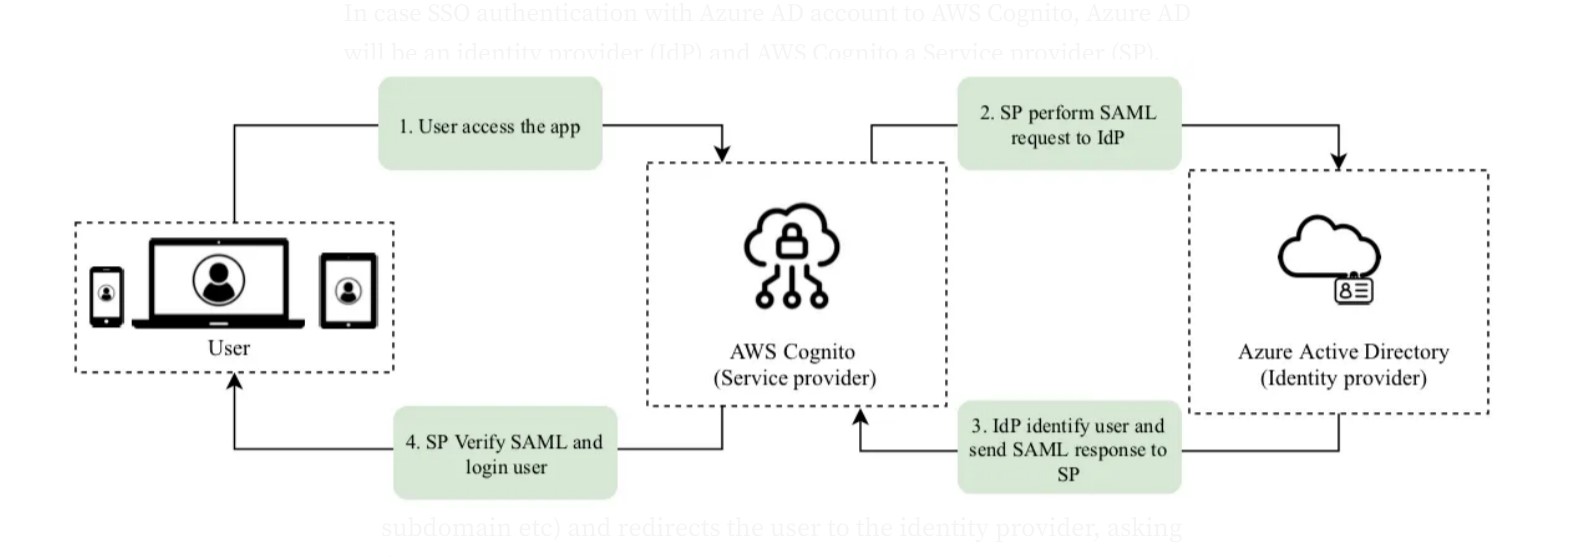 In case SSO authentication with Azure AD account to AWS Cognito, Azure AD
will be an identity provider (IdP) and AWS Cognito a Service provider (SP).
1. User access the app
2. SP perform SAML
request to IdP
User
AWS Cognito
(Service provider)
Azure Active Directory
(Identity provider)
3. IdP identify user and
send SAML response to
SP
4. SP Verify SAML and
login user
subdomain etc) and redirects the user to the identity provider, asking